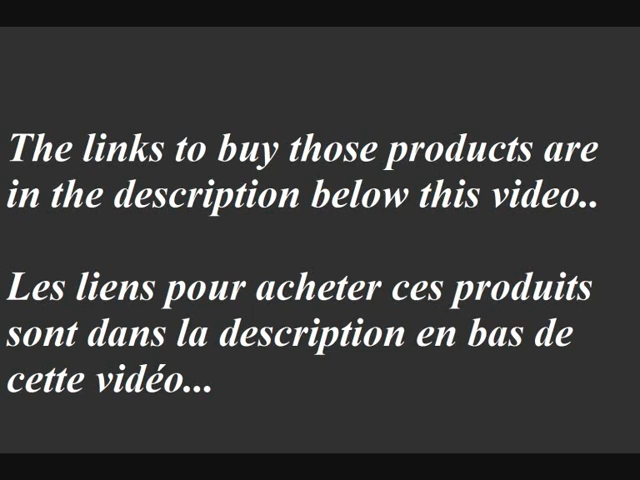 The links to buy those products are
in the description below this video..
Les liens pour acheter ces produits
sont dans la description en bas de
cette vidéo...